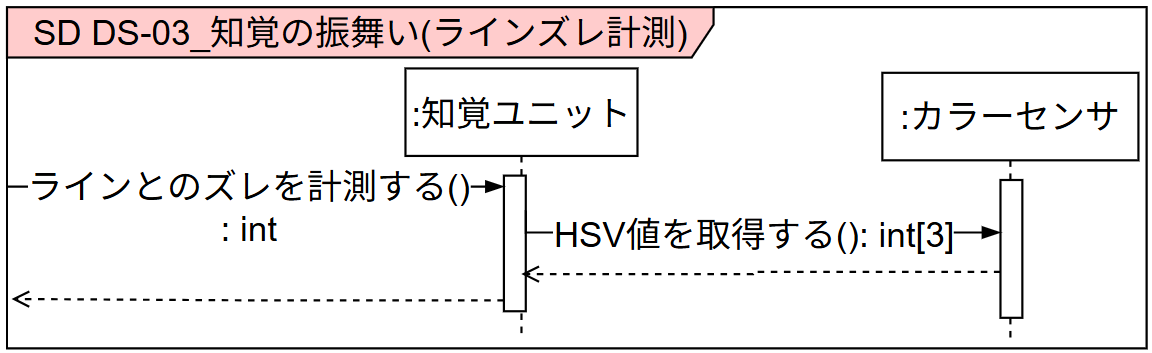 SD DS-03_知覚の振舞い(ラインズレ計測)
:知覚ユニット
:カラーセンサ
ラインとのズレを計測する()
: int
HSV値を取得する(): int[3]